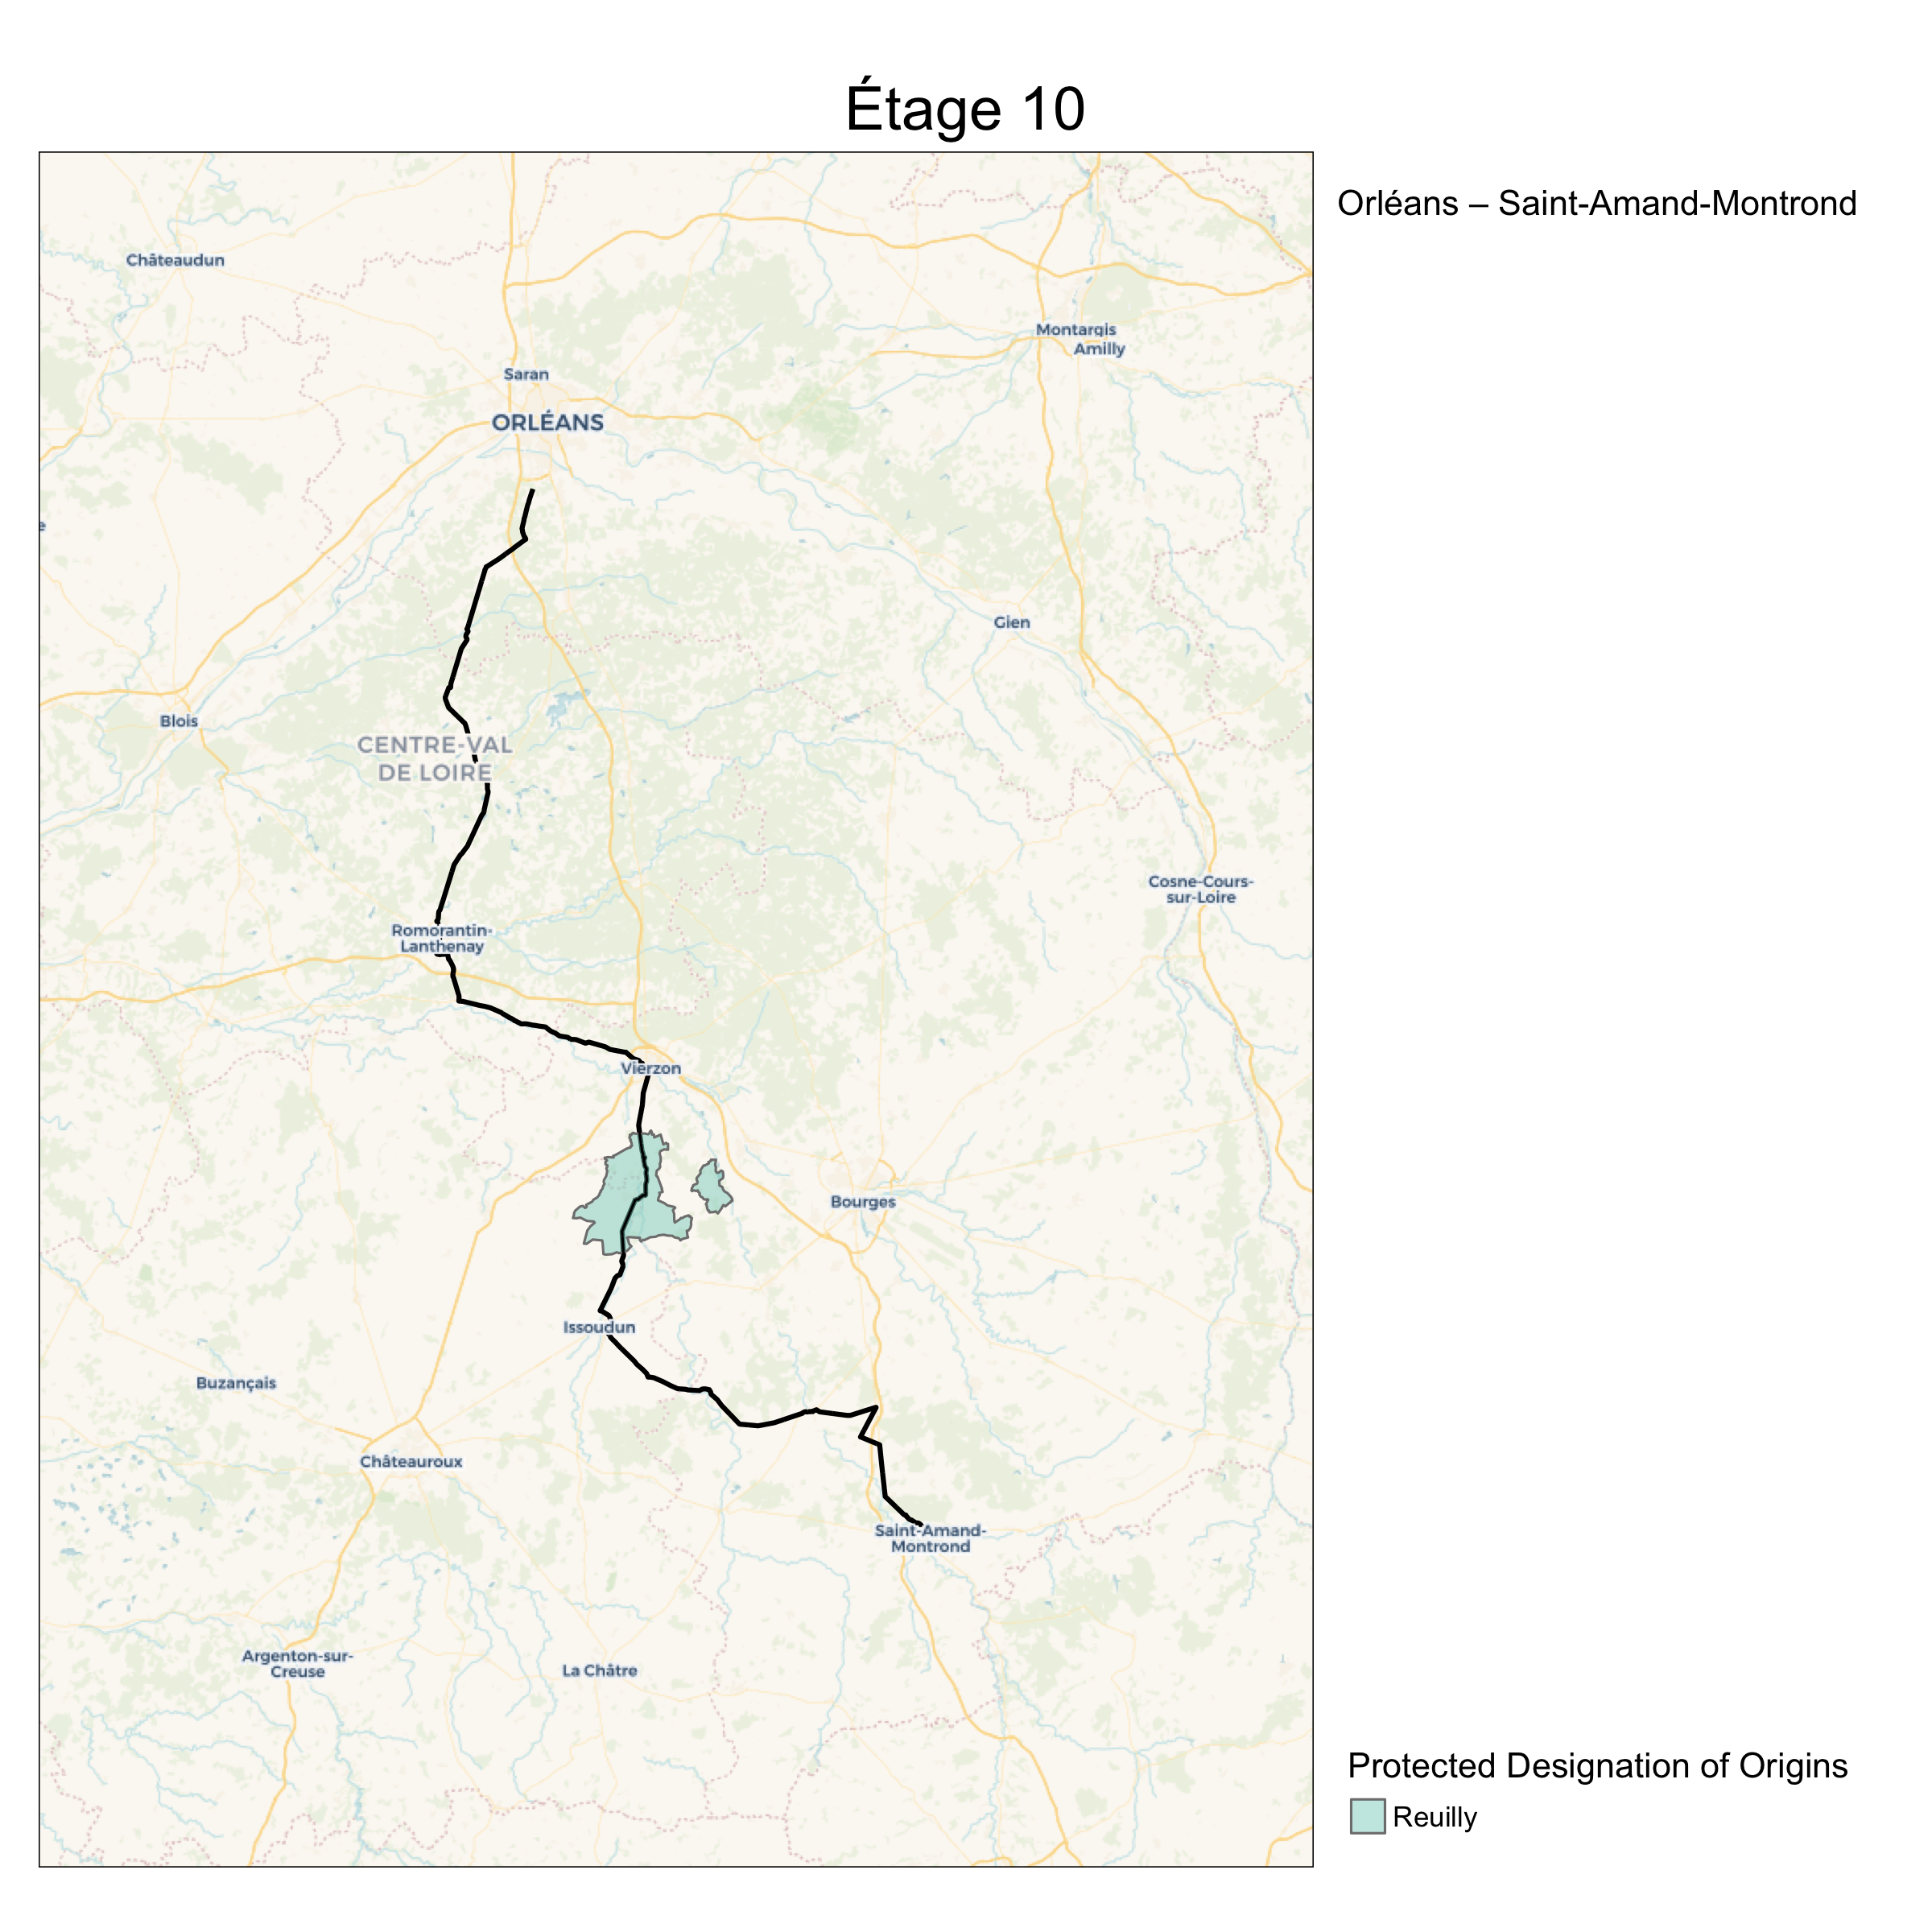 Étage 10
Orléans – Saint-Amand-Montrond
Châteaudun
Montargis
Amilly
Saran
ORLÉANS
e
Gien
Blois
CENTRE-VAL
DE LOIRE
Cosne-Cours-
sur-Loire
Romorantin-
Lanthenay
Vierzon
Bourges
Issoudun
Buzançais
Châteauroux
Saint-Amand-
Montrond
Argenton-sur-
Creuse
La Châtre
Protected Designation of Origins
Reuilly